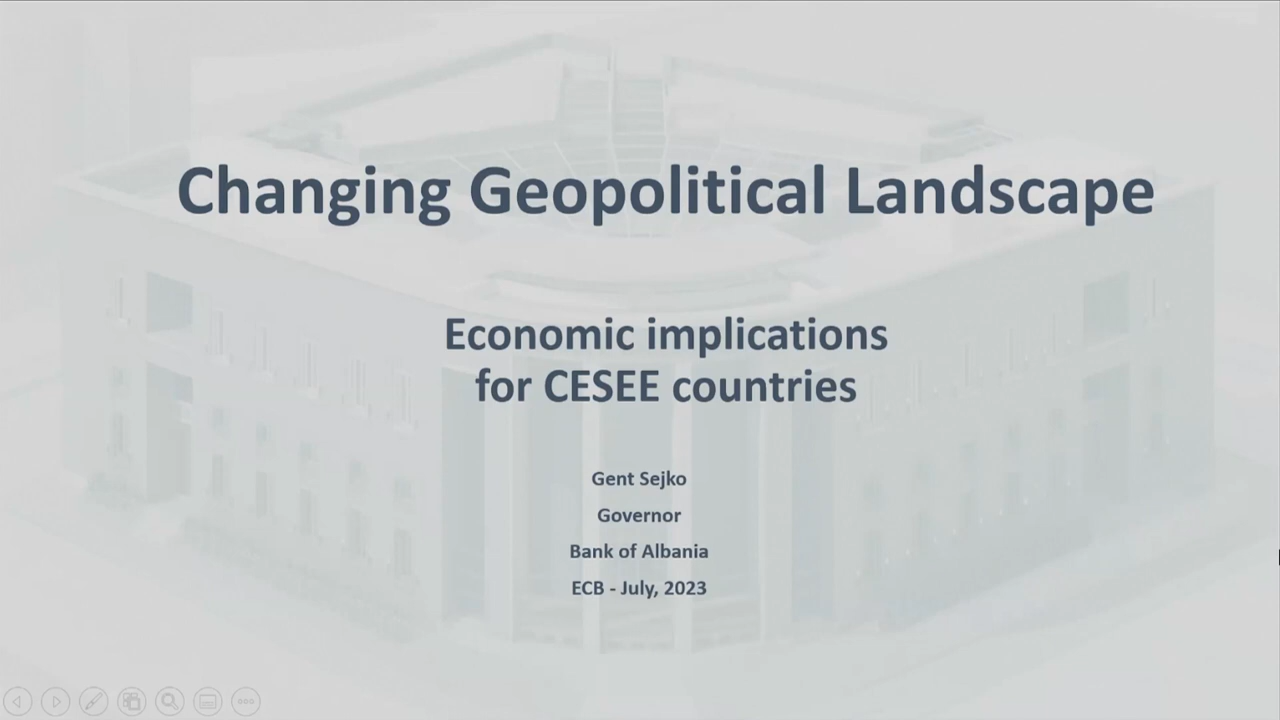 Changing Geopolitical Landscape
Economic implications
for CESEE countries
Gent Sejko
Governor
Bank of Albania
ECB - July, 2023